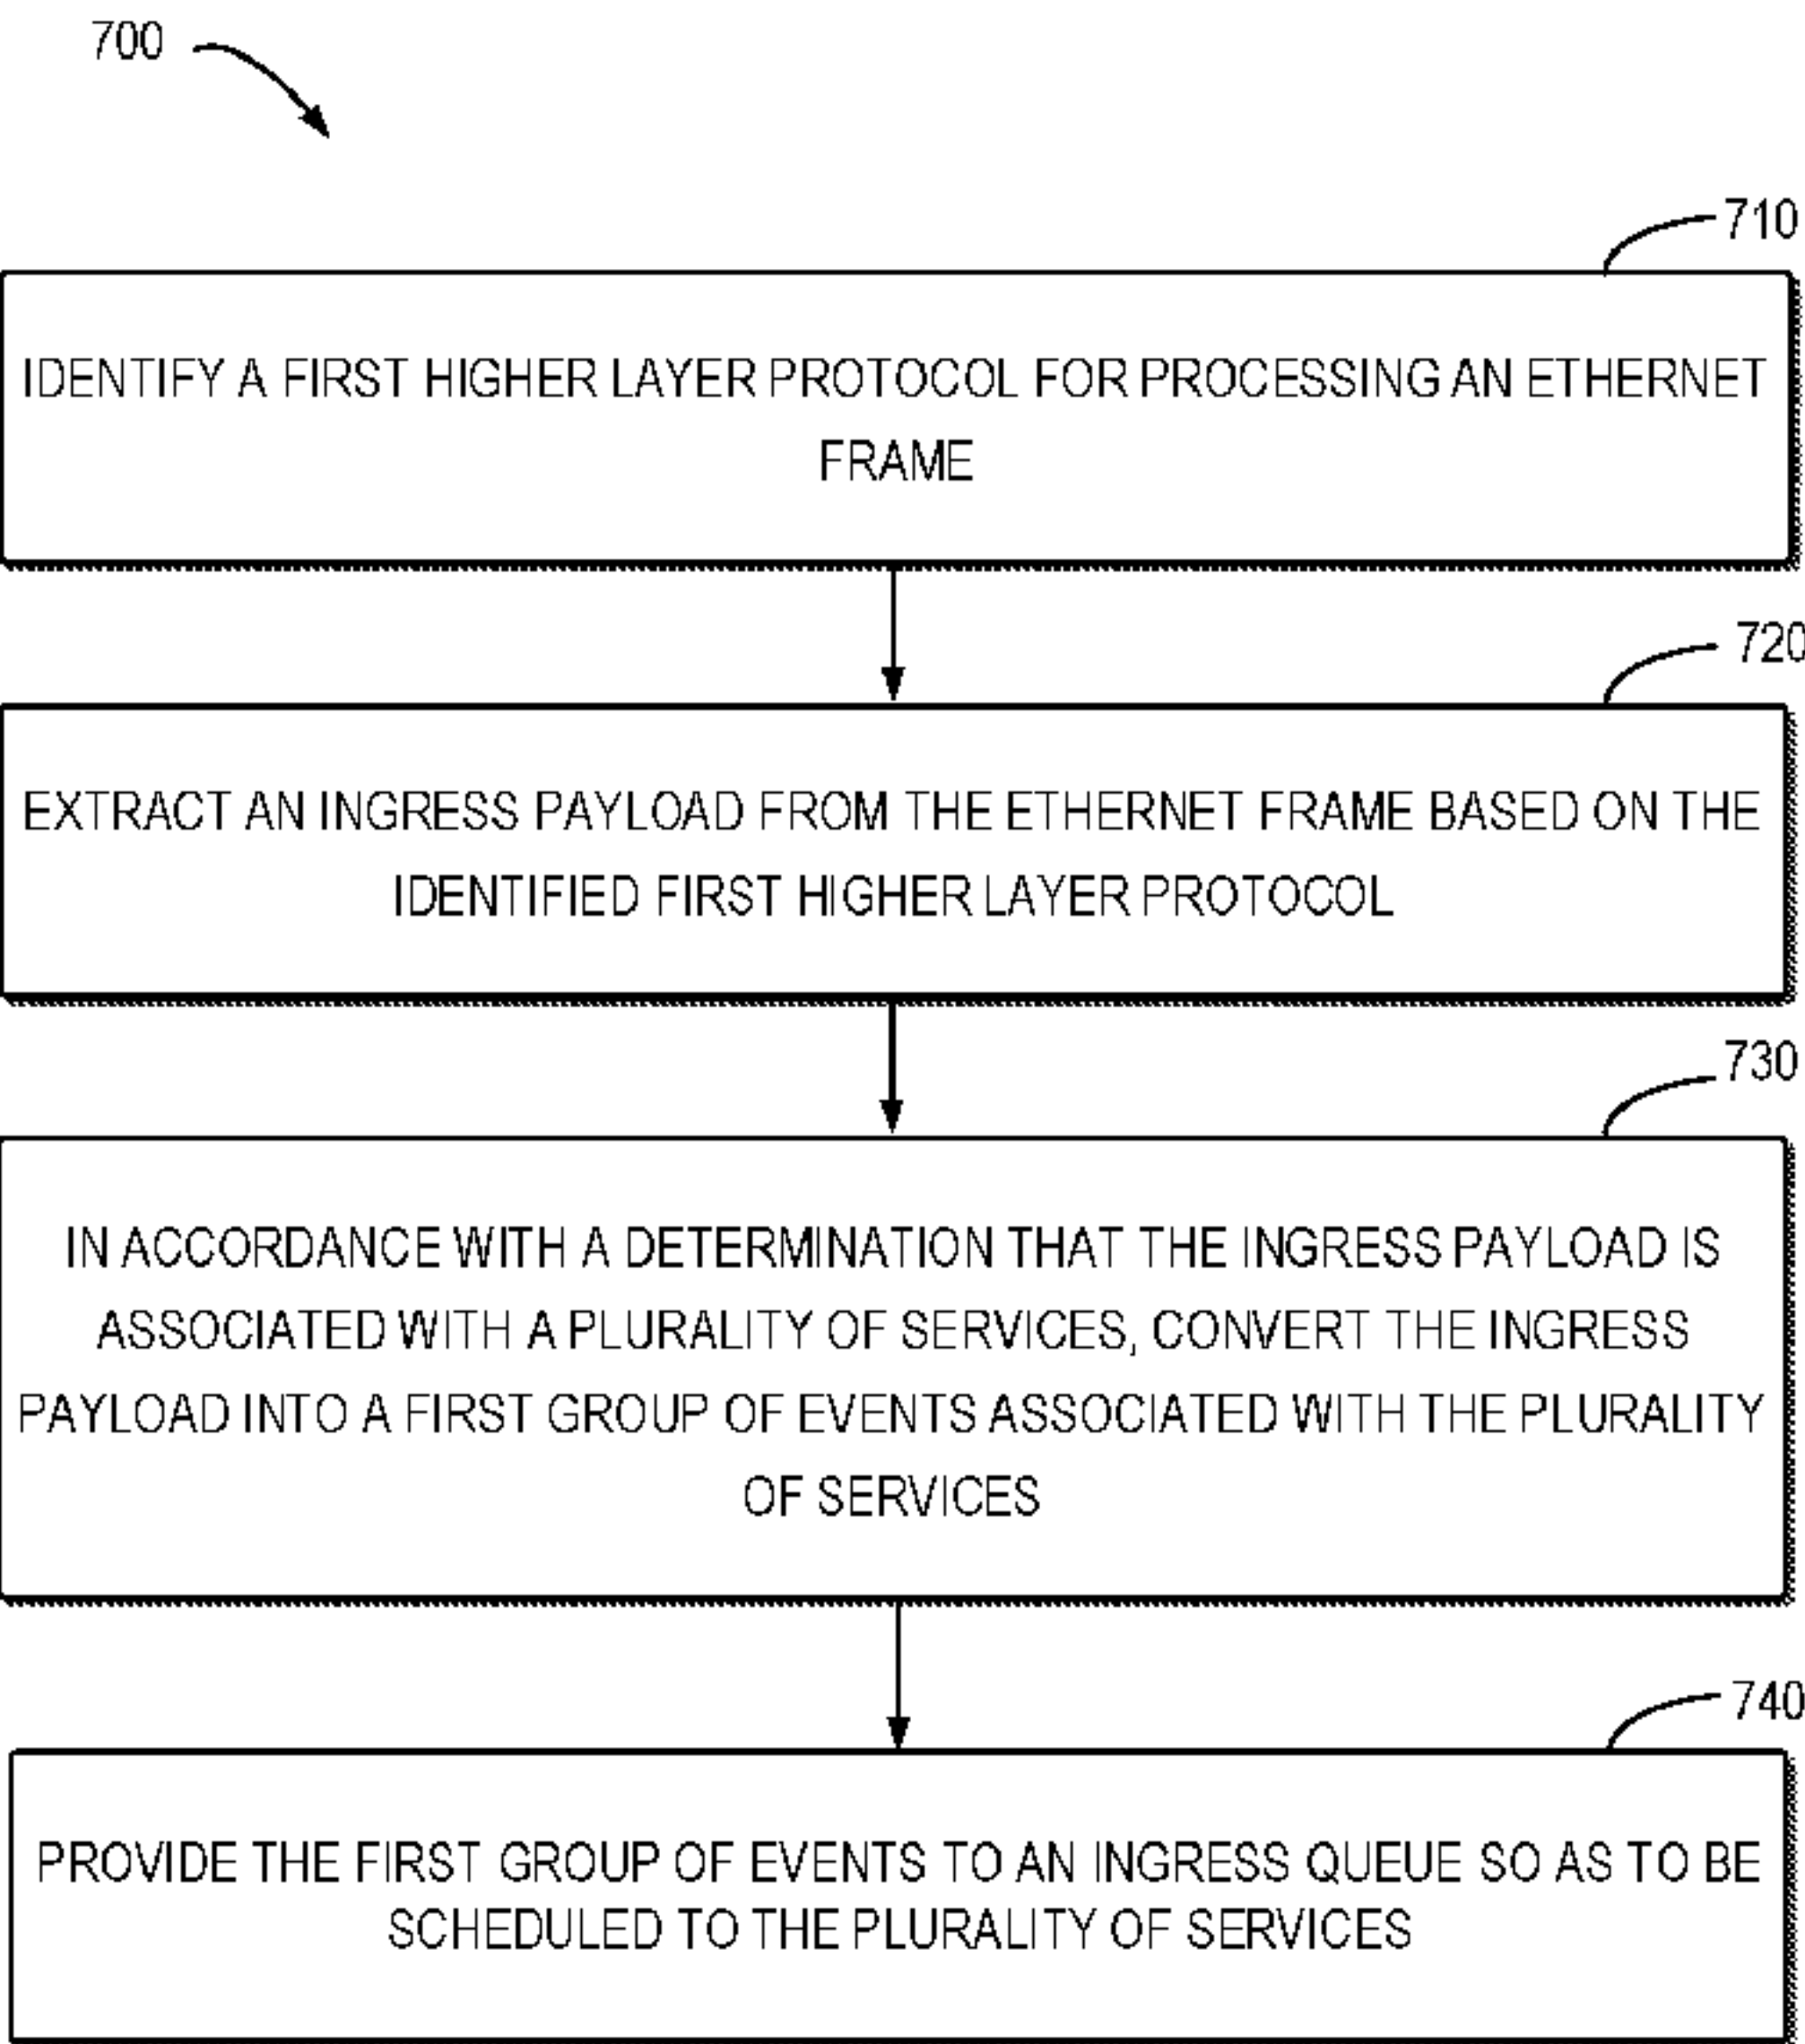 700
710
IDENTIFY A FIRST HIGHER LAYER PROTOCOL FOR PROCESSING AN ETHERNET
FRAME
720
EXTRACT AN INGRESS PAYLOAD FROM THE ETHERNET FRAME BASED ON THE
IDENTIFIED FIRST HIGHER LAYER PROTOCOL
730
IN ACCORDANCE WITH A DETERMINATION THAT THE INGRESS PAYLOAD IS
ASSOCIATED WITH A PLURALITY OF SERVICES, CONVERT THE INGRESS
PAYLOAD INTO A FIRST GROUP OF EVENTS ASSOCIATED WITH THE PLURALITY
OF SERVICES
740
PROVIDE THE FIRST GROUP OF EVENTS TO AN INGRESS QUEUE SO AS TO BE
SCHEDULED TO THE PLURALITY OF SERVICES